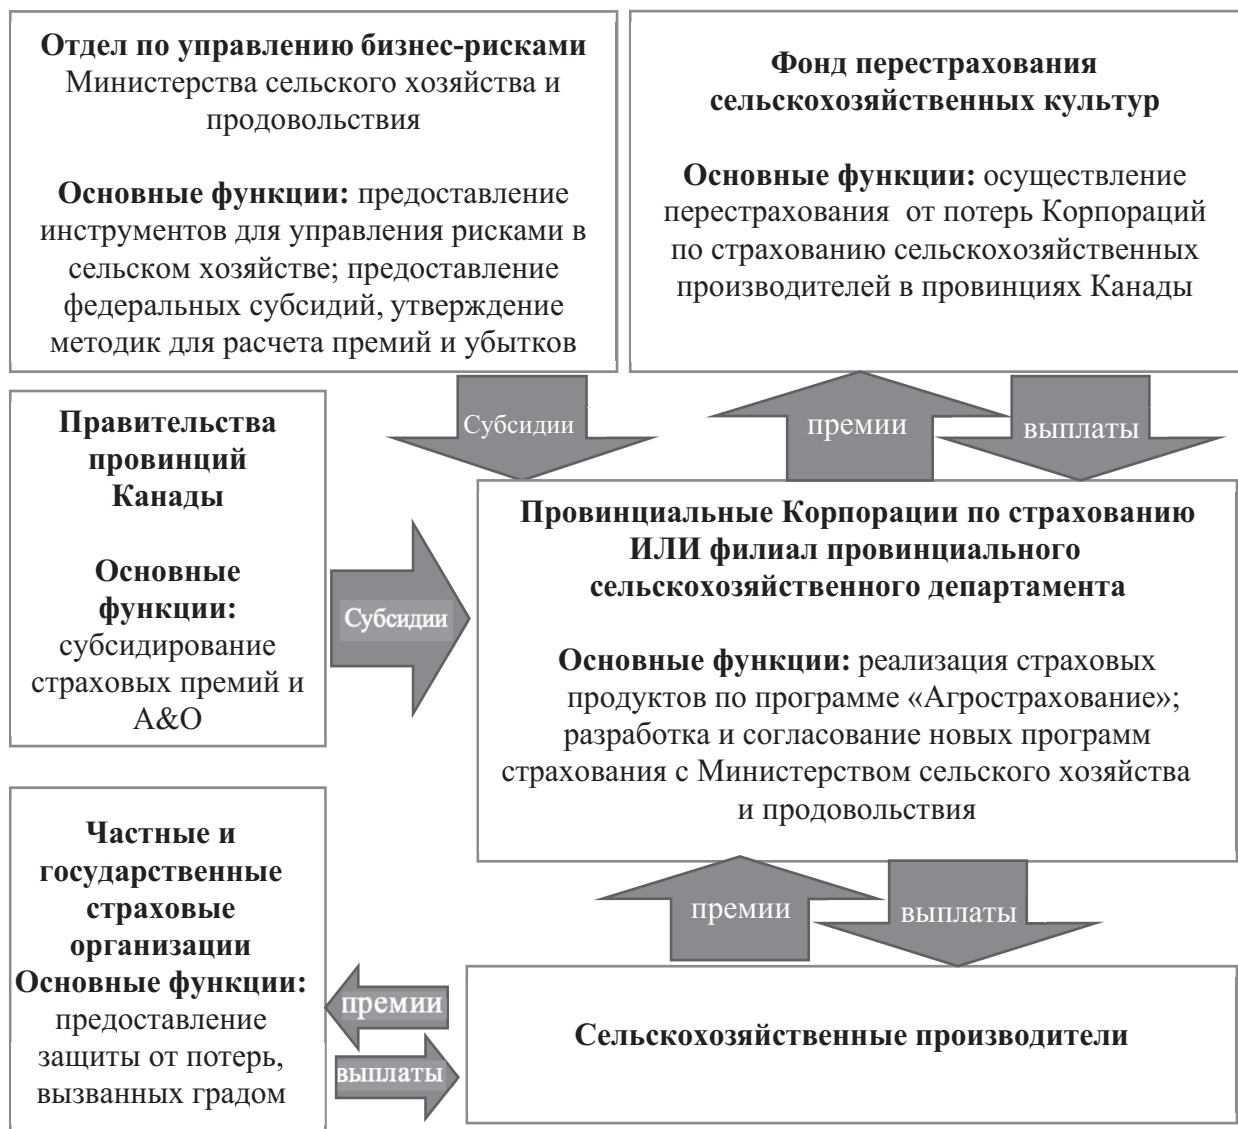 Отдел по управлению бизнес-рисками
Министерства сельского хозяйства и
продовольствия
Основные функции: предоставление
инструментов для управления рисками в
сельском хозяйстве; предоставление
федеральных субсидий, утверждение
методик для расчета премий и убытков
Фонд перестрахования
сельскохозяйственных культур
Основные функции: осуществление
перестрахования от потерь Корпораций
по страхованию сельскохозяйственных
производителей в провинциях Канады
Субсидии
премии
выплаты
Правительства
провинций
Канады
Основные
функции:
субсидирование
страховых премий и
A&O
Субсидии
Провинциальные Корпорации по страхованию
ИЛИ филиал провинциального
сельскохозяйственного департамента
Основные функции: реализация страховых
продуктов по программе «Агрострахование»;
разработка и согласование новых программ
страхования с Министерством сельского хозяйства
и продовольствия
премии
выплаты
Частные и
государственные
страховые
организации
Основные функции:
предоставление
защиты от потерь,
вызванных градом
премии
выплаты
Сельскохозяйственные производители